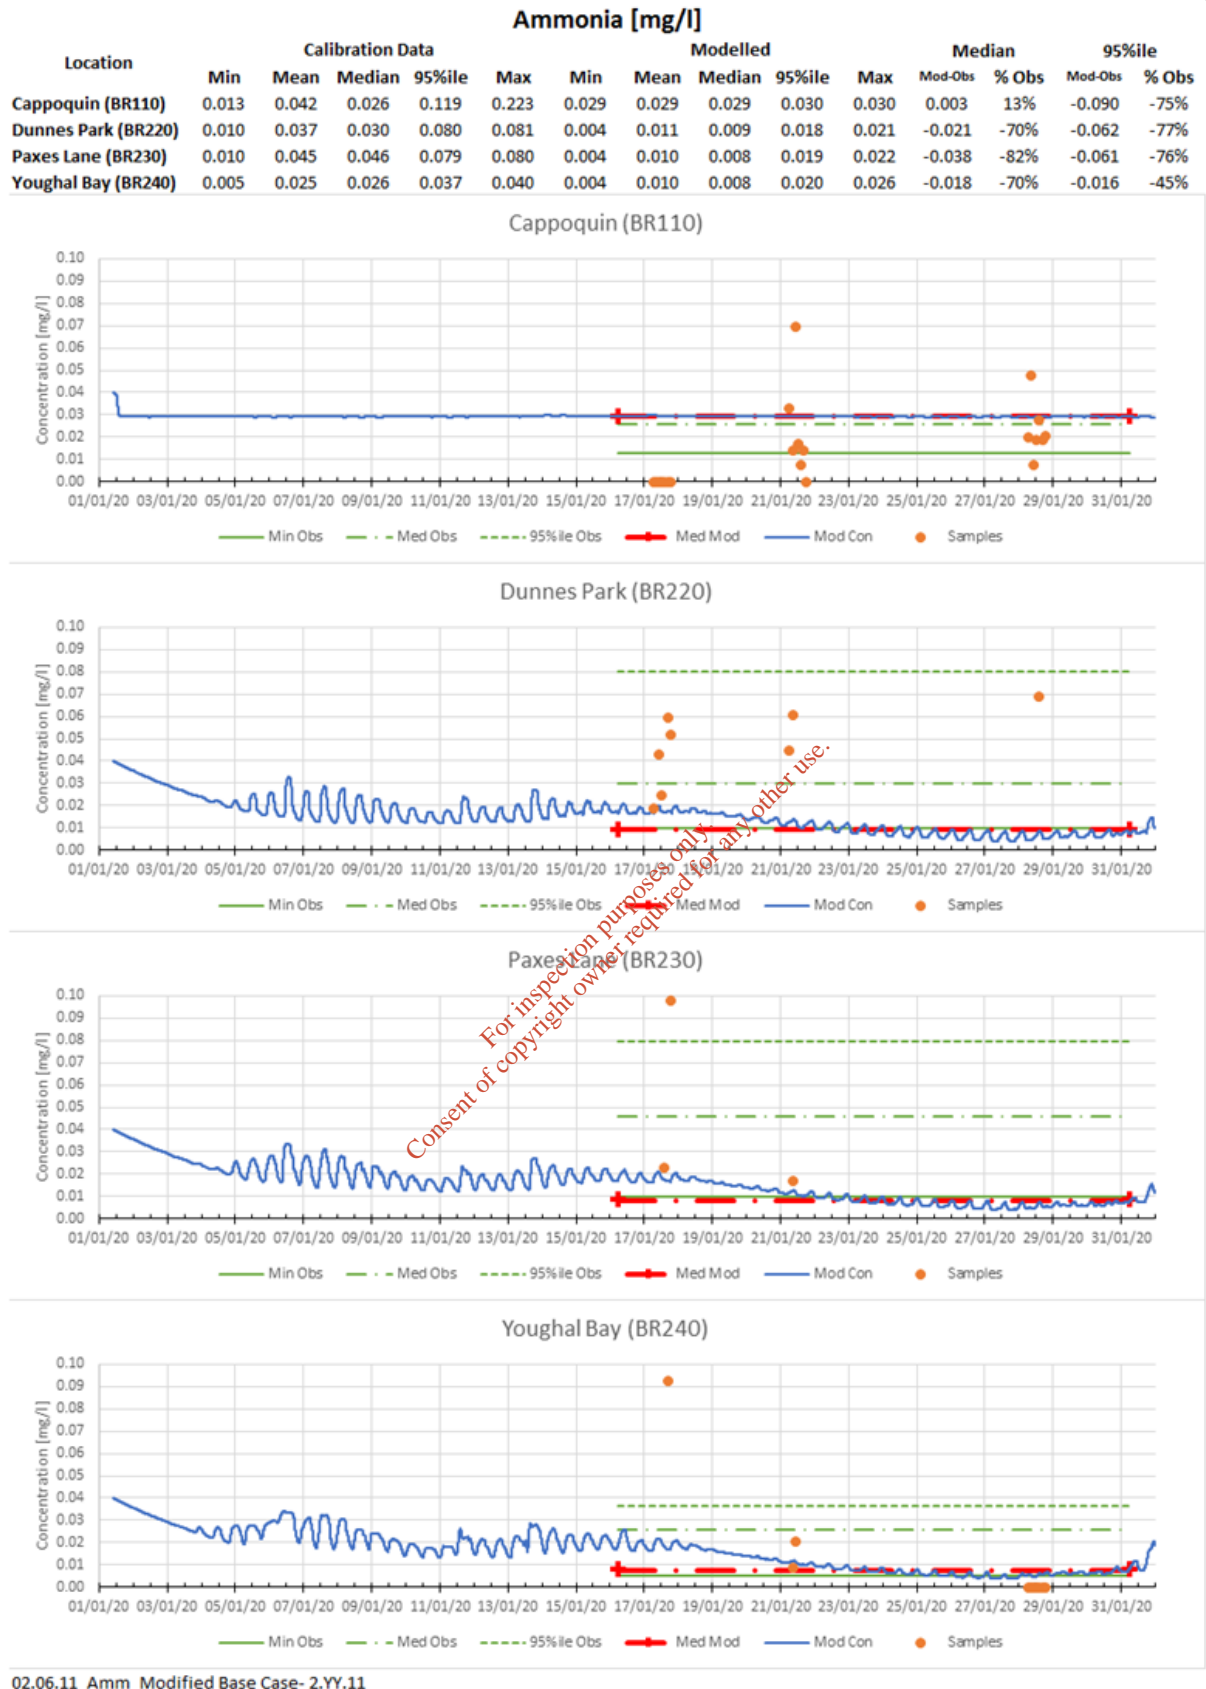 Ammonia [mg/l]
Location Calibration Data Modelled Median 95%ile
Min Mean Median 95%ile Max Min Mean Median 95%ile Max Mod-Obs % Obs Mod-Obs % Obs
Cappoquin (BR110) 0.013 0.042 0.026 0.119 0.223 0.029 0.029 0.029 0.030 0.030 0.003 13% -0.090 -75%
Dunnes Park (BR220) 0.010 0.037 0.030 0.080 0.081 0.004 0.011 0.009 0.018 0.021 -0.021 -70% -0.062 -77%
Paxes Lane (BR230) 0.010 0.045 0.046 0.079 0.080 0.004 0.010 0.008 0.019 0.022 -0.038 -82% -0.061 -76%
Youghal Bay (BR240) 0.005 0.025 0.026 0.037 0.040 0.004 0.010 0.008 0.020 0.026 -0.018 -70% -0.016 -45%
Cappoquin (BR110)
Concentration [mg/l]
0.10
0.09
0.08
0.07
0.06
0.05
0.04
0.03
0.02
0.01
0.00
01/01/20 03/01/20 05/01/20 07/01/20 09/01/20 11/01/20 13/01/20 15/01/20 17/01/20 19/01/20 21/01/20 23/01/20 25/01/20 27/01/20 29/01/20 31/01/20
Min Obs Med Obs 95%ile Obs Med Mod Mod Con Samples
Dunnes Park (BR220)
Concentration [mg/l]
0.10
0.09
0.08
0.07
0.06
0.05
0.04
0.03
0.02
0.01
0.00
01/01/20 03/01/20 05/01/20 07/01/20 09/01/20 11/01/20 13/01/20 15/01/20 17/01/20 19/01/20 21/01/20 23/01/20 25/01/20 27/01/20 29/01/20 31/01/20
Min Obs Med Obs 95%ile Obs Med Mod Mod Con Samples
For inspection purposes only.
Consent of copyright owner required for any other use.
Paxes Lane (BR230)
Concentration [mg/l]
0.10
0.09
0.08
0.07
0.06
0.05
0.04
0.03
0.02
0.01
0.00
01/01/20 03/01/20 05/01/20 07/01/20 09/01/20 11/01/20 13/01/20 15/01/20 17/01/20 19/01/20 21/01/20 23/01/20 25/01/20 27/01/20 29/01/20 31/01/20
Min Obs Med Obs 95%ile Obs Med Mod Mod Con Samples
Youghal Bay (BR240)
Concentration [mg/l]
0.10
0.09
0.08
0.07
0.06
0.05
0.04
0.03
0.02
0.01
0.00
01/01/20 03/01/20 05/01/20 07/01/20 09/01/20 11/01/20 13/01/20 15/01/20 17/01/20 19/01/20 21/01/20 23/01/20 25/01/20 27/01/20 29/01/20 31/01/20
Min Obs Med Obs 95%ile Obs Med Mod Mod Con Samples
02.06.11 Amm Modified Base Case- 2.YY.11